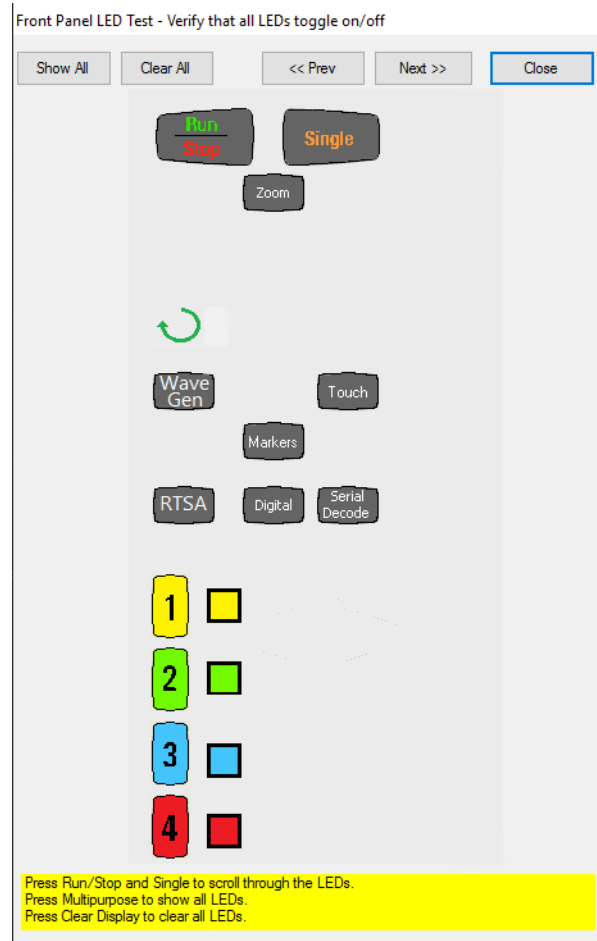 Front Panel LED Test - Verify that all LEDs toggle on/off
Show All Clear All << Prev Next >> Close
Run
Stop
Single
Zoom
Wave
Gen
Touch
Markers
RTSA
Digital
Serial
Decode
1
2
3
4
Press Run/Stop and Single to scroll through the LEDs.
Press Multipurpose to show all LEDs.
Press Clear Display to clear all LEDs.